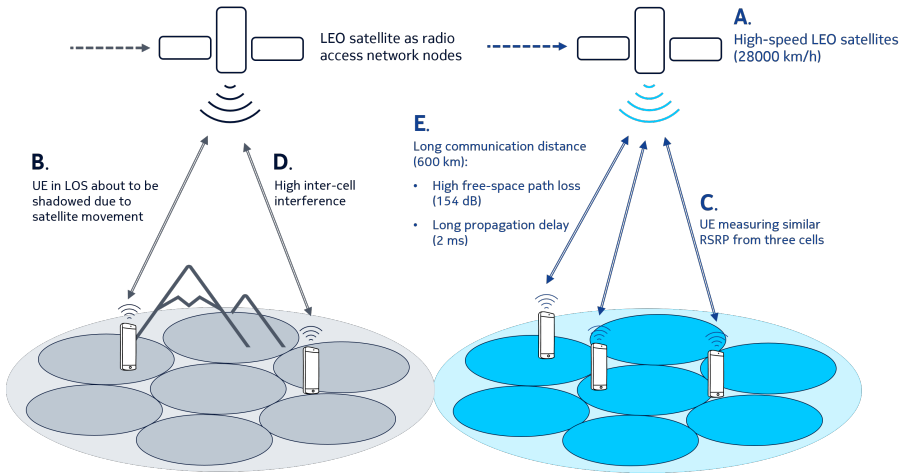 LEO satellite as radio
access network nodes
A.
High-speed LEO satellites
(28000 km/h)
B.
UE in LOS about to be
shadowed due to
satellite movement
D.
High inter-cell
interference
E.
Long communication distance
(600 km):
• High free-space path loss
(154 dB)
• Long propagation delay
(2 ms)
C.
UE measuring similar
RSRP from three cells